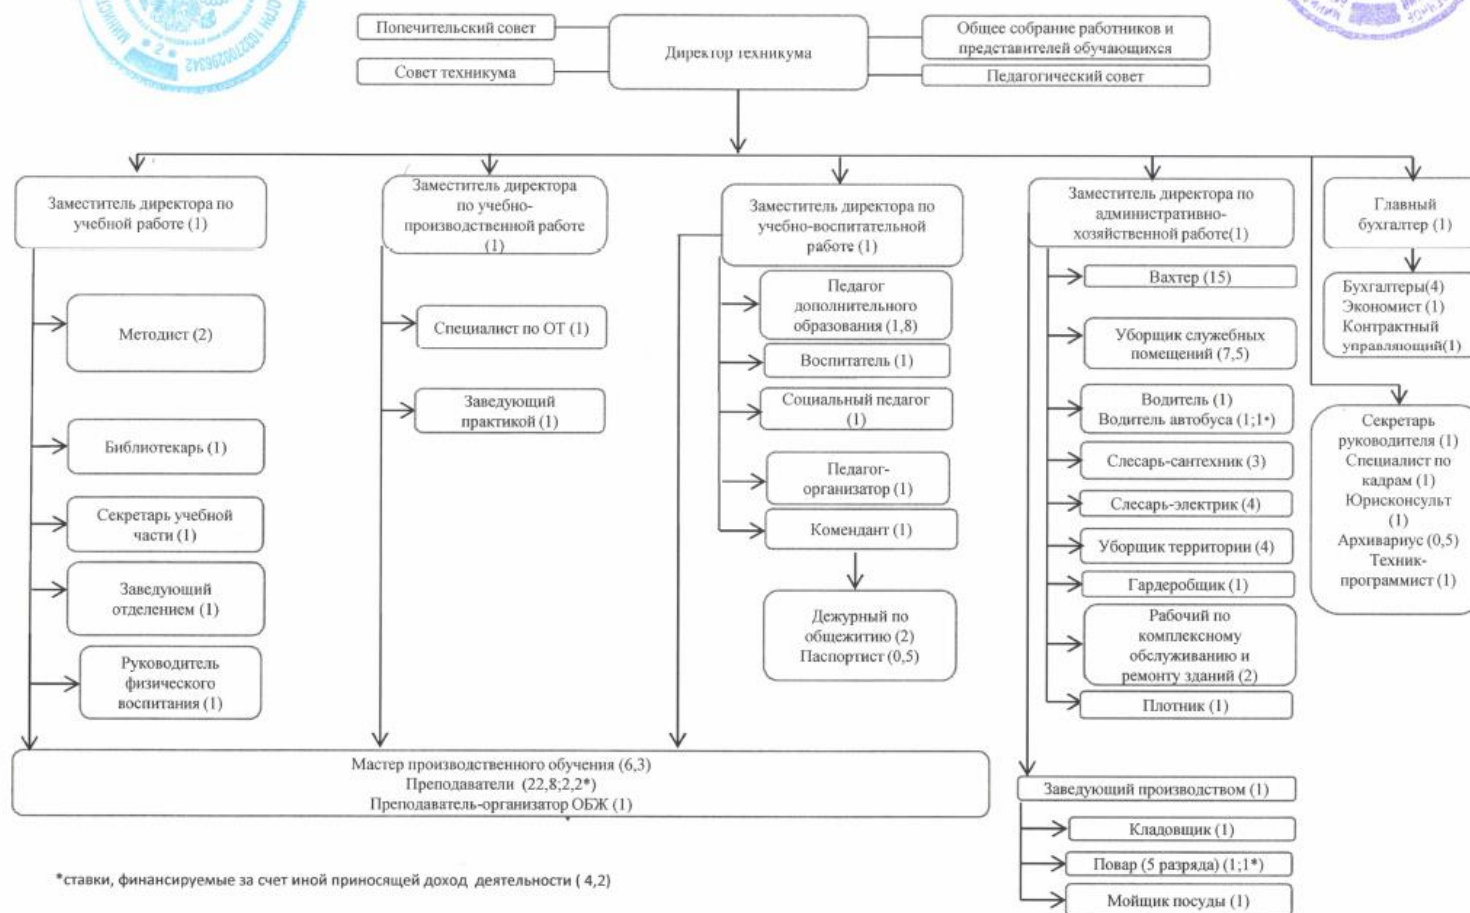 МИНИСТ
ОГРН 1032700296342
* 2 *
Попечительский совет
Совет техникума
Директор техникума
Общее собрание работников и
представителей обучающихся
Педагогический совет
Заместитель директора по
учебной работе (1)
Методист (2)
Библиотекарь (1)
Секретарь учебной
части (1)
Заведующий
отделением (1)
Руководитель
физического
воспитания (1)
Заместитель директора
по учебно-
производственной работе
(1)
Специалист по ОТ (1)
Заведующий
практикой (1)
Заместитель директора по
учебно-воспитательной
работе (1)
Педагог
дополнительного
образования (1,8)
Воспитатель (1)
Социальный педагог
(1)
Педагог-
организатор (1)
Комендант (1)
Дежурный по
общежитию (2)
Паспортист (0,5)
Заместитель директора по
административно-
хозяйственной работе(1)
Вахтер (15)
Уборщик служебных
помещений (7,5)
Водитель (1)
Водитель автобуса (1;1*)
Слесарь-сантехник (3)
Слесарь-электрик (4)
Уборщик территории (4)
Гардеробщик (1)
Рабочий по
комплексному
обслуживанию и
ремонту зданий (2)
Плотник (1)
Главный
бухгалтер (1)
Бухгалтеры(4)
Экономист (1)
Контрактный
управляющий(1)
Секретарь
руководителя (1)
Специалист по
кадрам (1)
Юрисконсульт
(1)
Архивариус (0,5)
Техник-
программист (1)
Мастер производственного обучения (6,3)
Преподаватели (22,8;2,2*)
Преподаватель-организатор ОБЖ (1)
Заведующий производством (1)
Кладовщик (1)
Повар (5 разряда) (1;1*)
Мойщик посуды (1)
*ставки, финансируемые за счет иной приносящей доход деятельности ( 4,2)